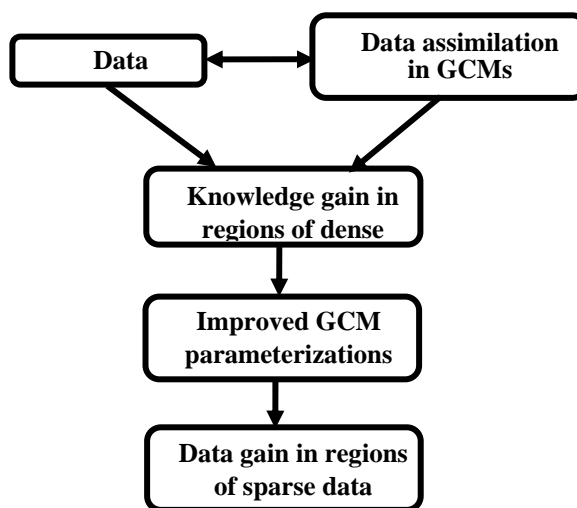 Data
Data assimilation
in GCMs
Knowledge gain in
regions of dense
Improved GCM
parameterizations
Data gain in regions
of sparse data